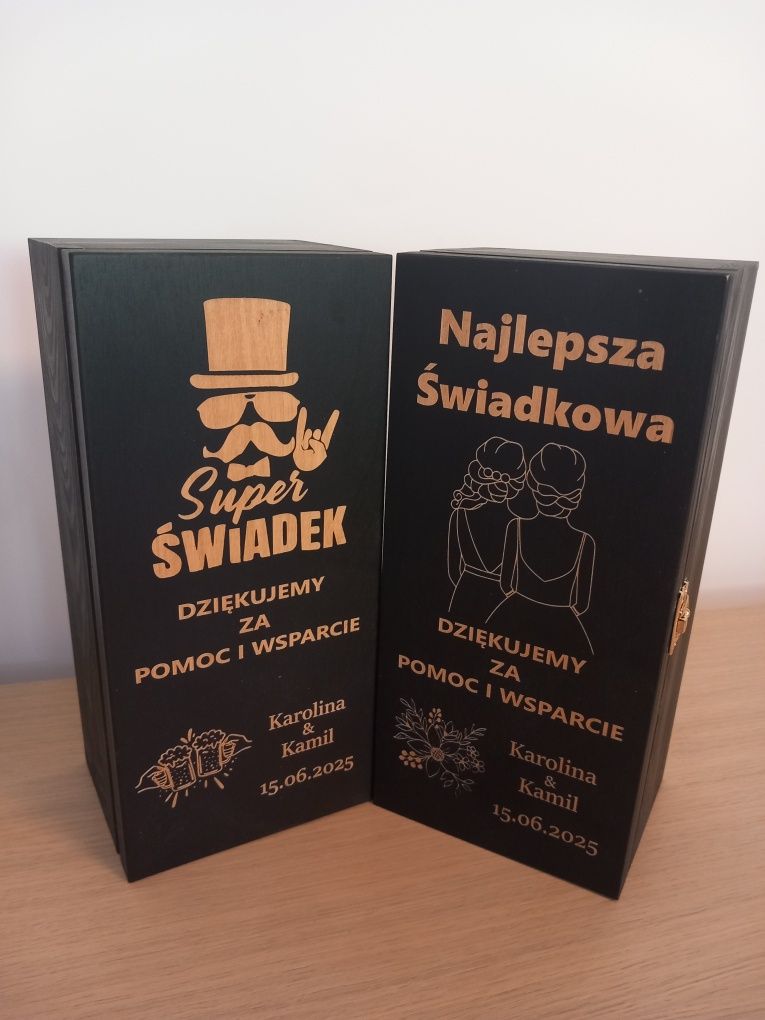 Super
ŚWIADEK
DZIĘKUJEMY
ZA
POMOC I WSPARCIE
Karolina
&
Kamil
15.06.2025
Najlepsza
Świadkowa
DZIĘKUJEMY
ZA
POMOC I WSPARCIE
Karolina
&
Kamil
15.06.2025